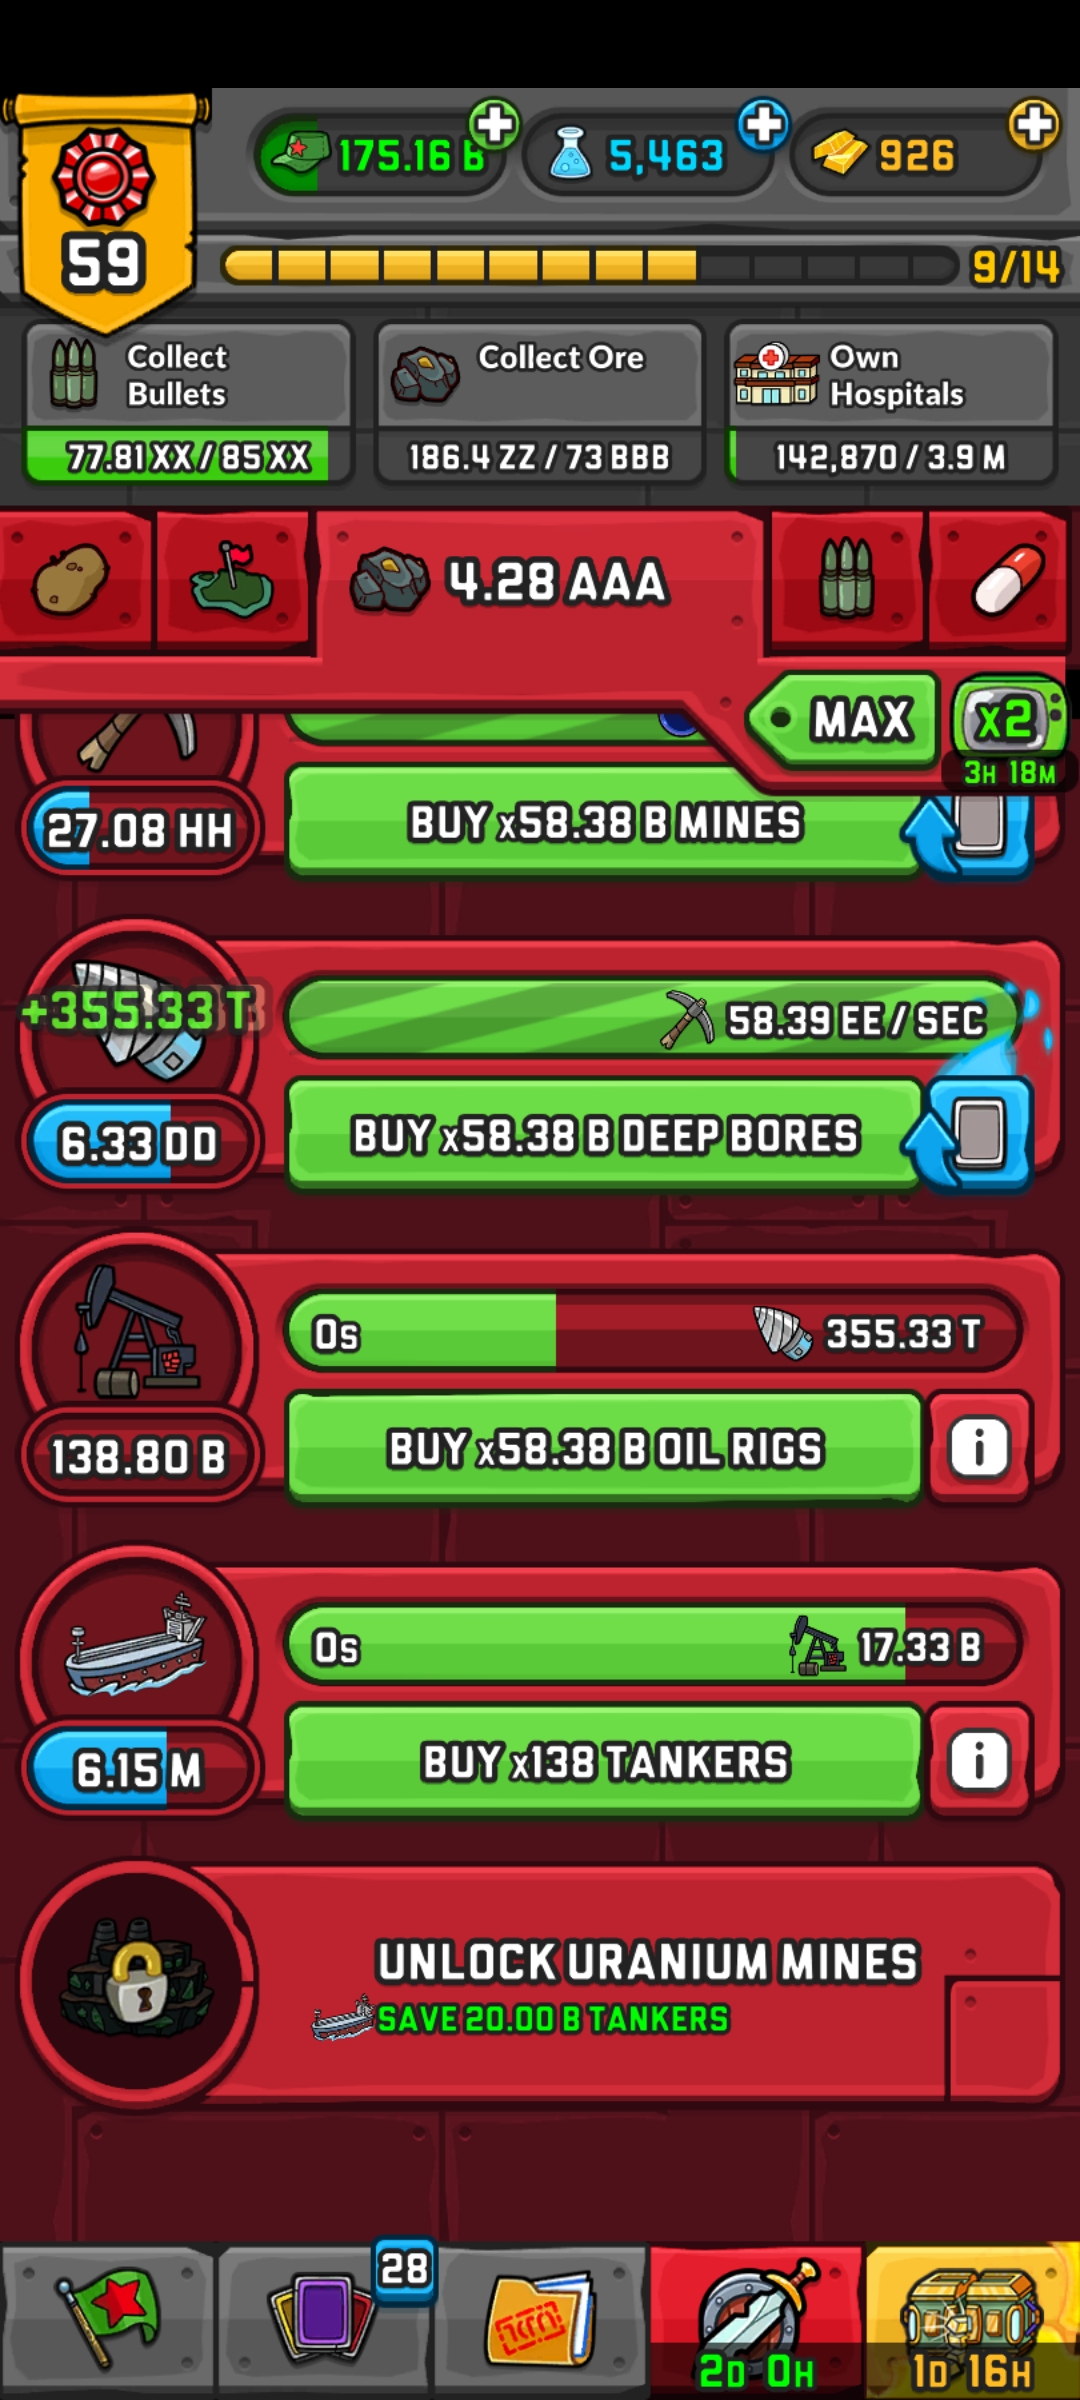 175.16 B
5,463
926
59
9/14
Collect
Bullets
77.81 XX / 85 XX
Collect Ore
186.4 ZZ / 73 BBB
Own
Hospitals
142,870 / 3.9 M
4.28 AAA
MAX
x2
3H 18M
27.08 HH
BUY x58.38 B MINES
+355.33 T
58.39 EE / SEC
6.33 DD
BUY x58.38 B DEEP BORES
0s
355.33 T
138.80 B
BUY x58.38 B OIL RIGS
i
0s
17.33 B
6.15 M
BUY x138 TANKERS
i
UNLOCK URANIUM MINES
SAVE 20.00 B TANKERS
28
2D 0H
1D 16H